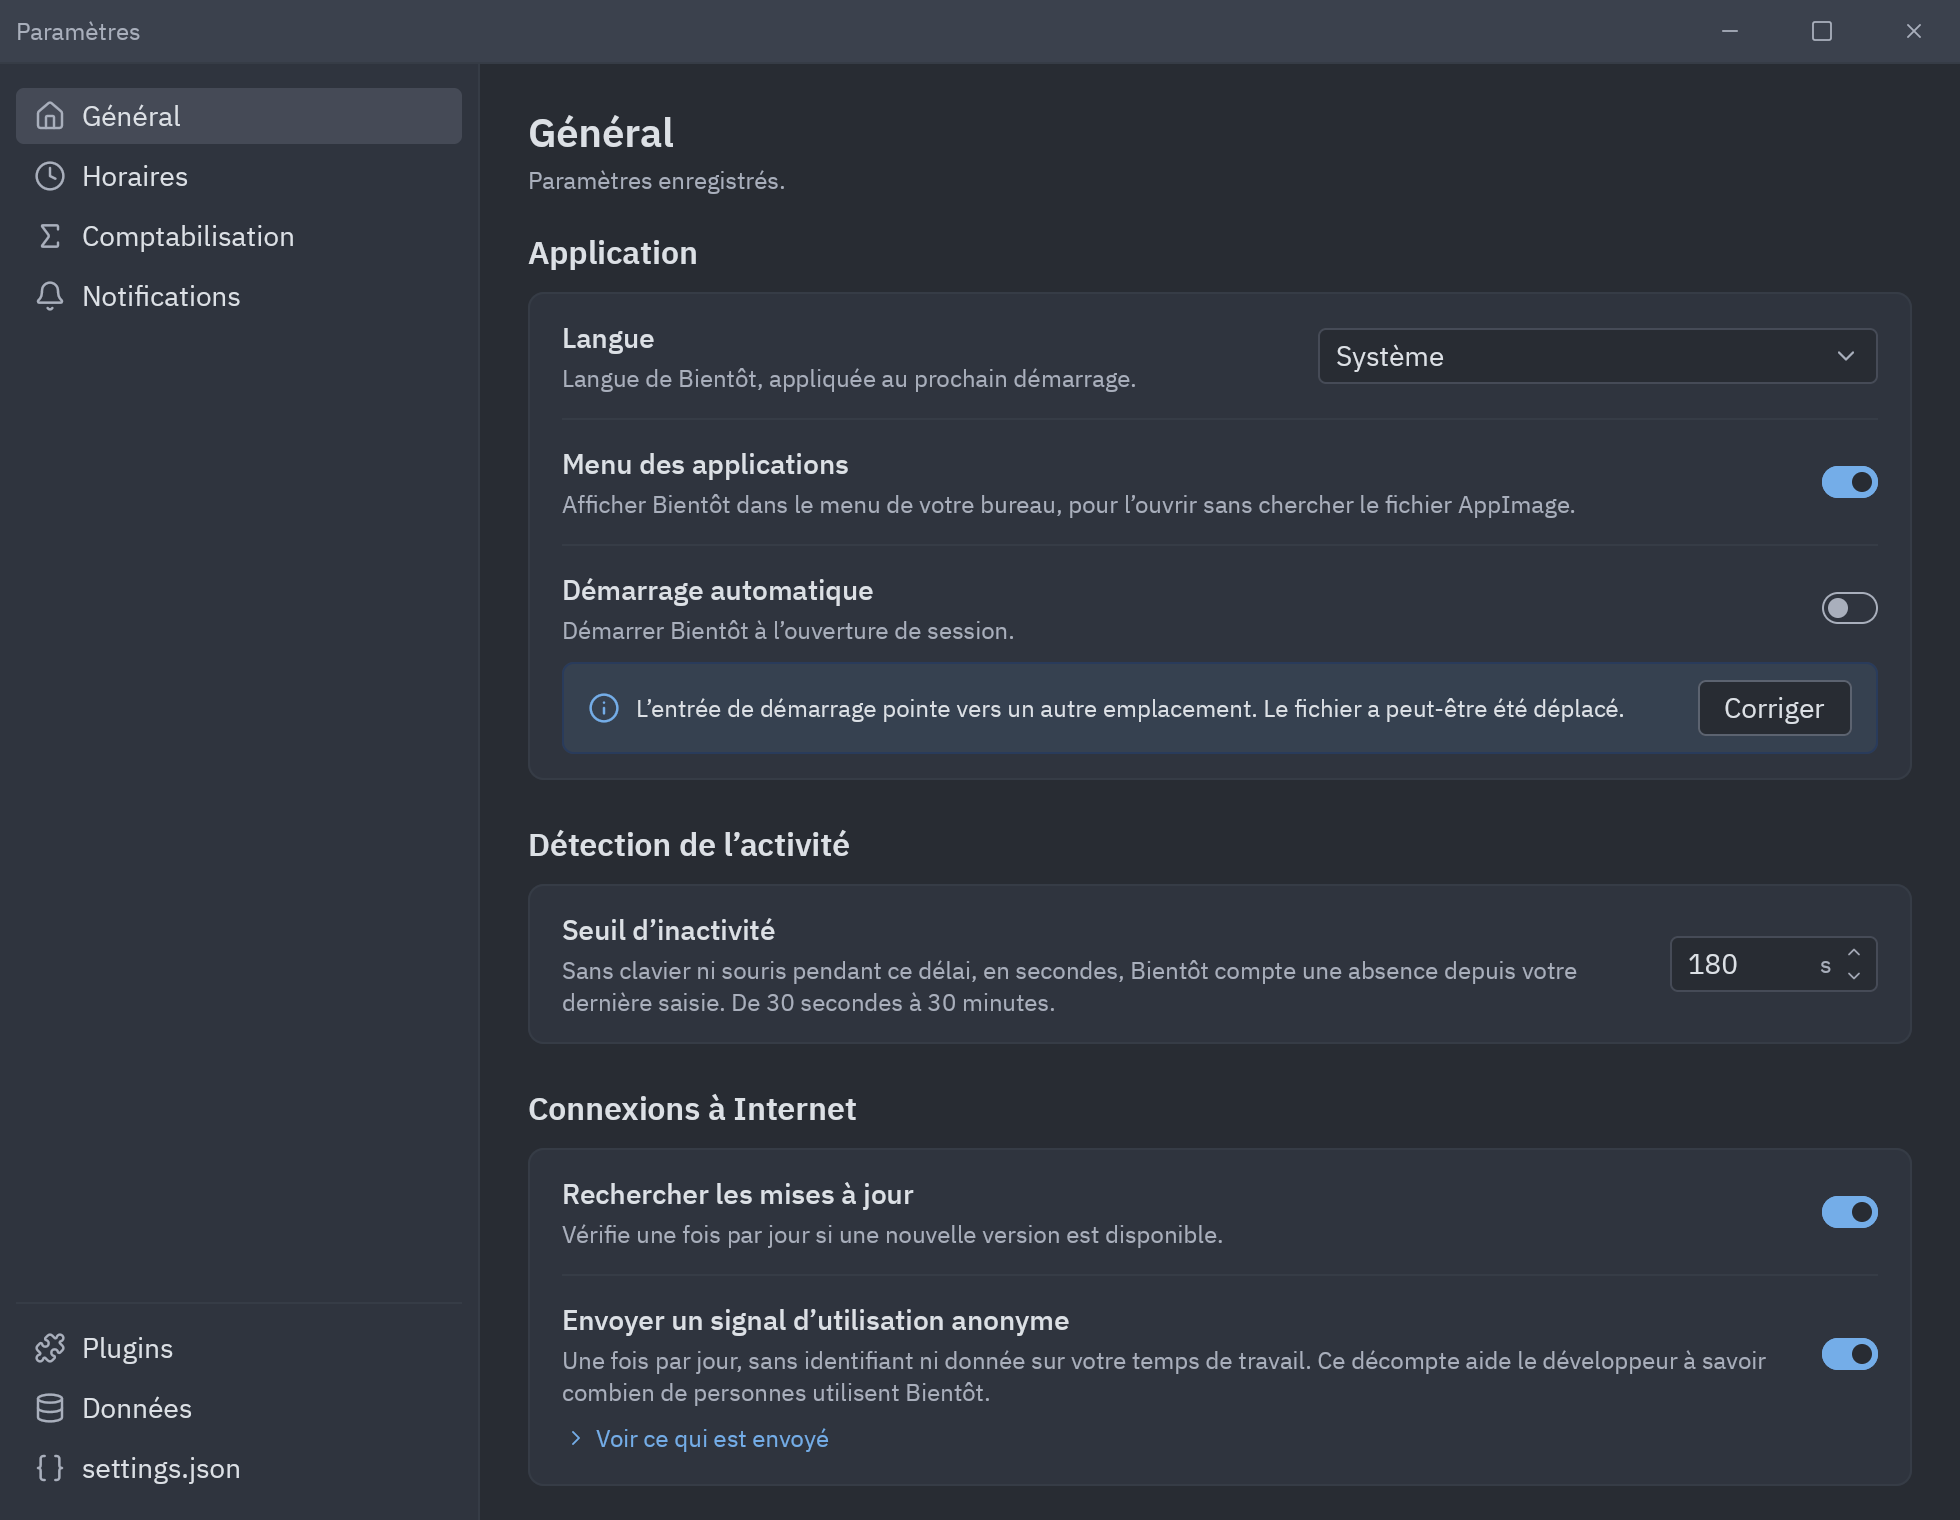 Paramètres
Général
Horaires
Comptabilisation
Notifications
Plugins
Données
settings.json
Général
Paramètres enregistrés.
Application
Langue
Langue de Bientôt, appliquée au prochain démarrage.
Système
Menu des applications
Afficher Bientôt dans le menu de votre bureau, pour l’ouvrir sans chercher le fichier AppImage.
Démarrage automatique
Démarrer Bientôt à l’ouverture de session.
L’entrée de démarrage pointe vers un autre emplacement. Le fichier a peut-être été déplacé.
Corriger
Détection de l’activité
Seuil d’inactivité
Sans clavier ni souris pendant ce délai, en secondes, Bientôt compte une absence depuis votre
dernière saisie. De 30 secondes à 30 minutes.
180 s
Connexions à Internet
Rechercher les mises à jour
Vérifie une fois par jour si une nouvelle version est disponible.
Envoyer un signal d’utilisation anonyme
Une fois par jour, sans identifiant ni donnée sur votre temps de travail. Ce décompte aide le développeur à savoir
combien de personnes utilisent Bientôt.
Voir ce qui est envoyé